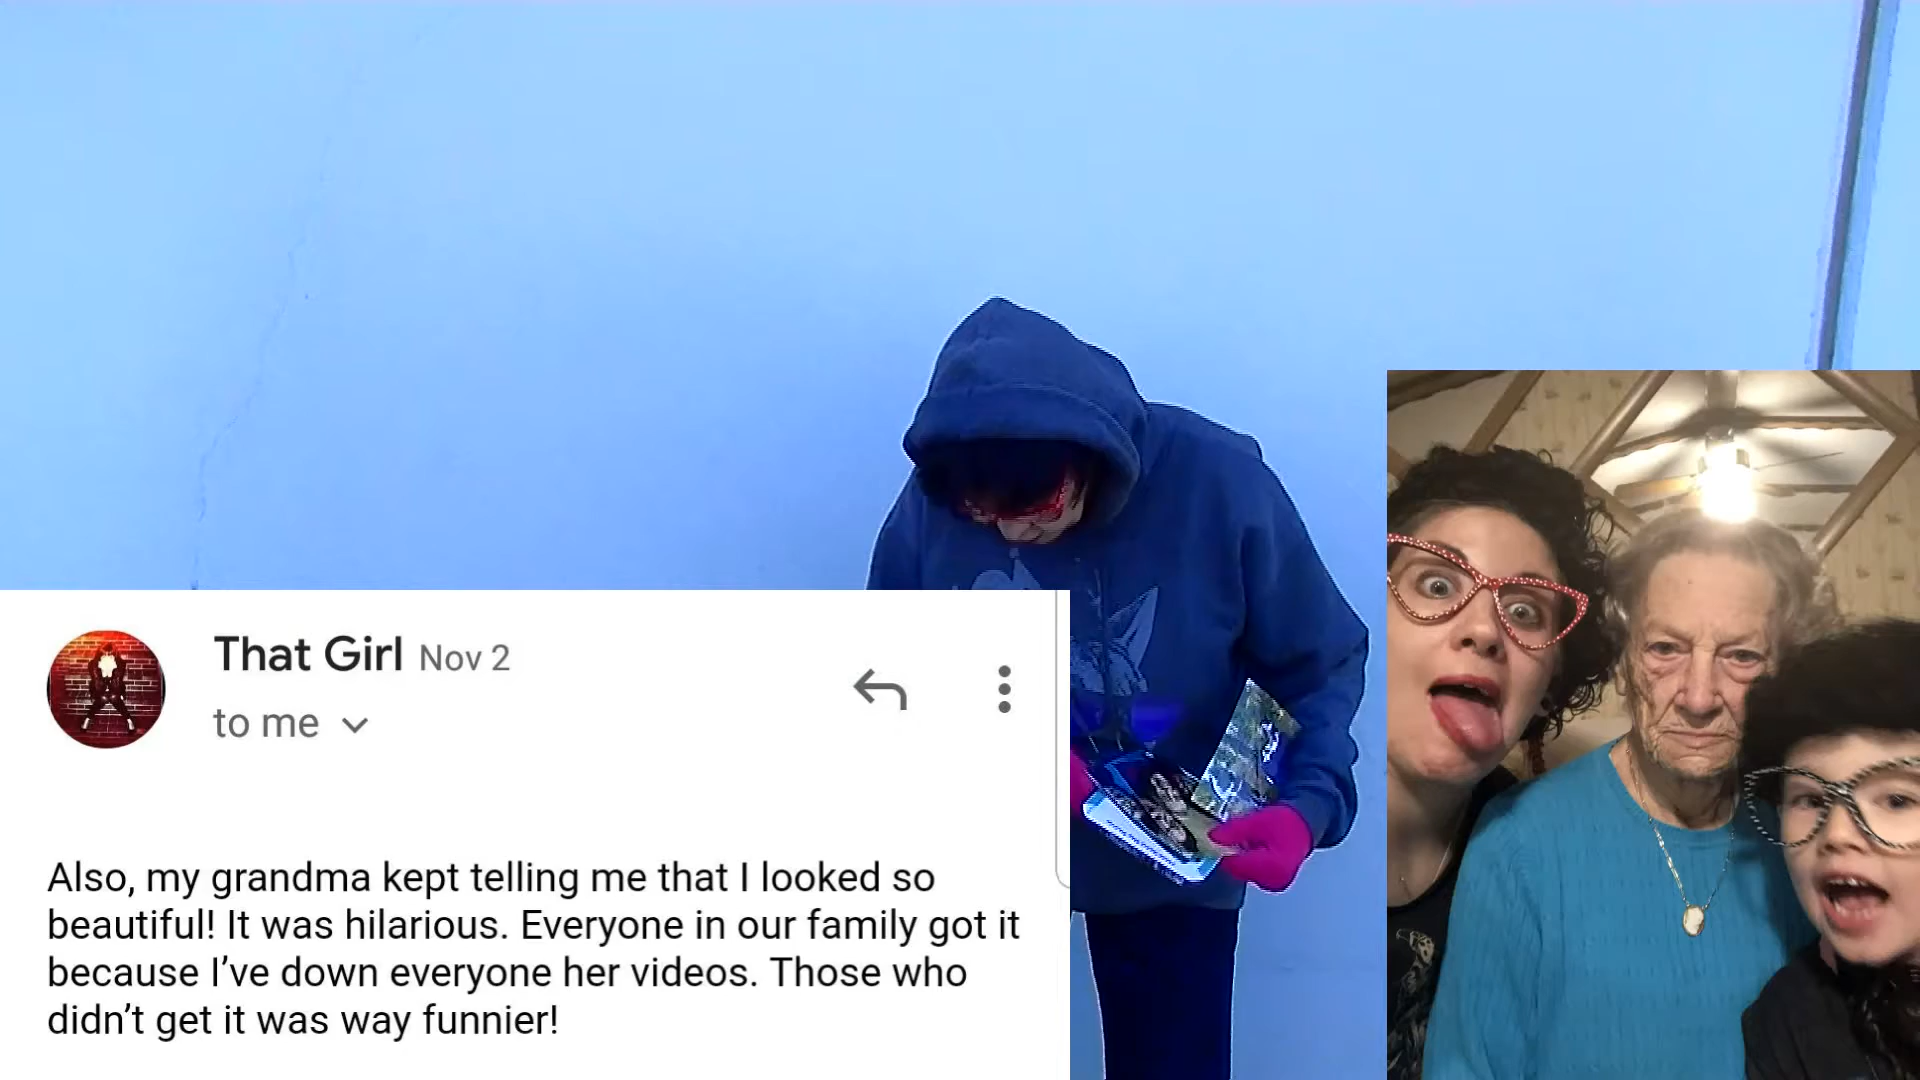 That Girl Nov 2
to me
Also, my grandma kept telling me that I looked so
beautiful! It was hilarious. Everyone in our family got it
because I’ve down everyone her videos. Those who
didn’t get it was way funnier!